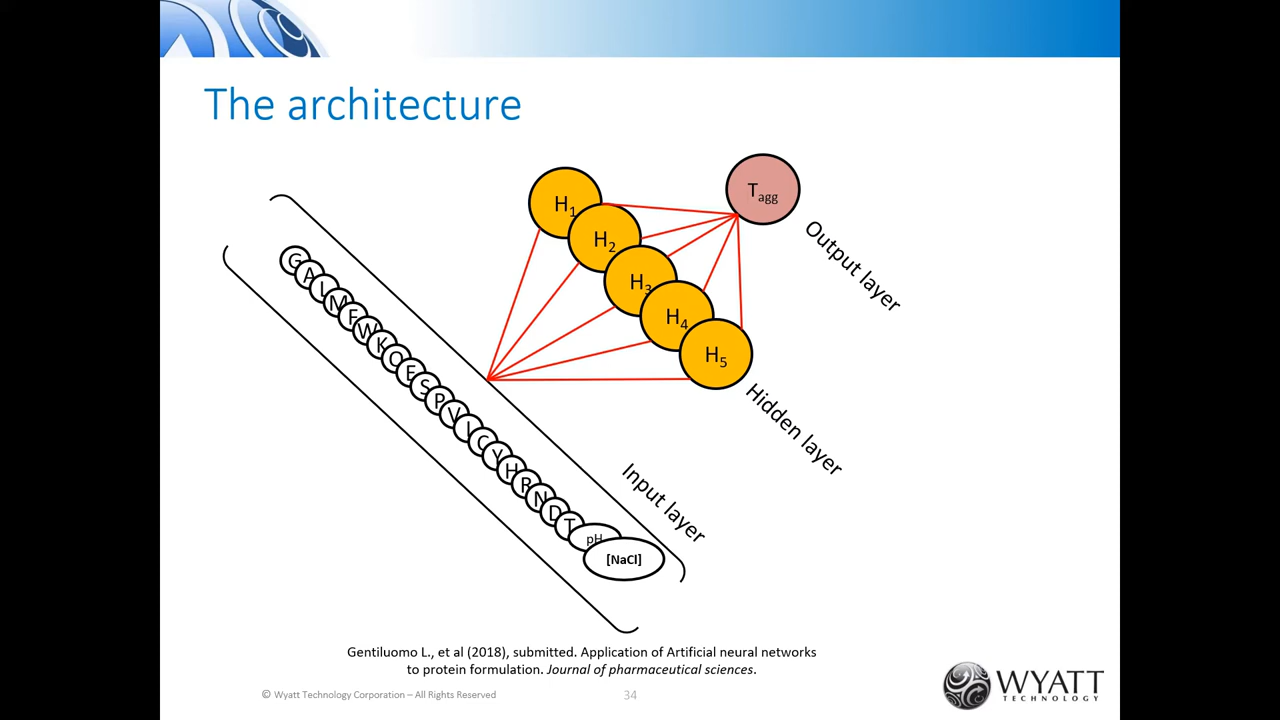 The architecture
H1
H2
H3
H4
H5
Tagg
Output layer
Hidden layer
Input layer
G
A
L
M
F
W
K
Q
E
S
P
V
I
C
Y
H
R
N
D
T
pH
[NaCl]
Gentiluomo L., et al (2018), submitted. Application of Artificial neural networks
to protein formulation. Journal of pharmaceutical sciences.
© Wyatt Technology Corporation – All Rights Reserved
34
WYATT
TECHNOLOGY